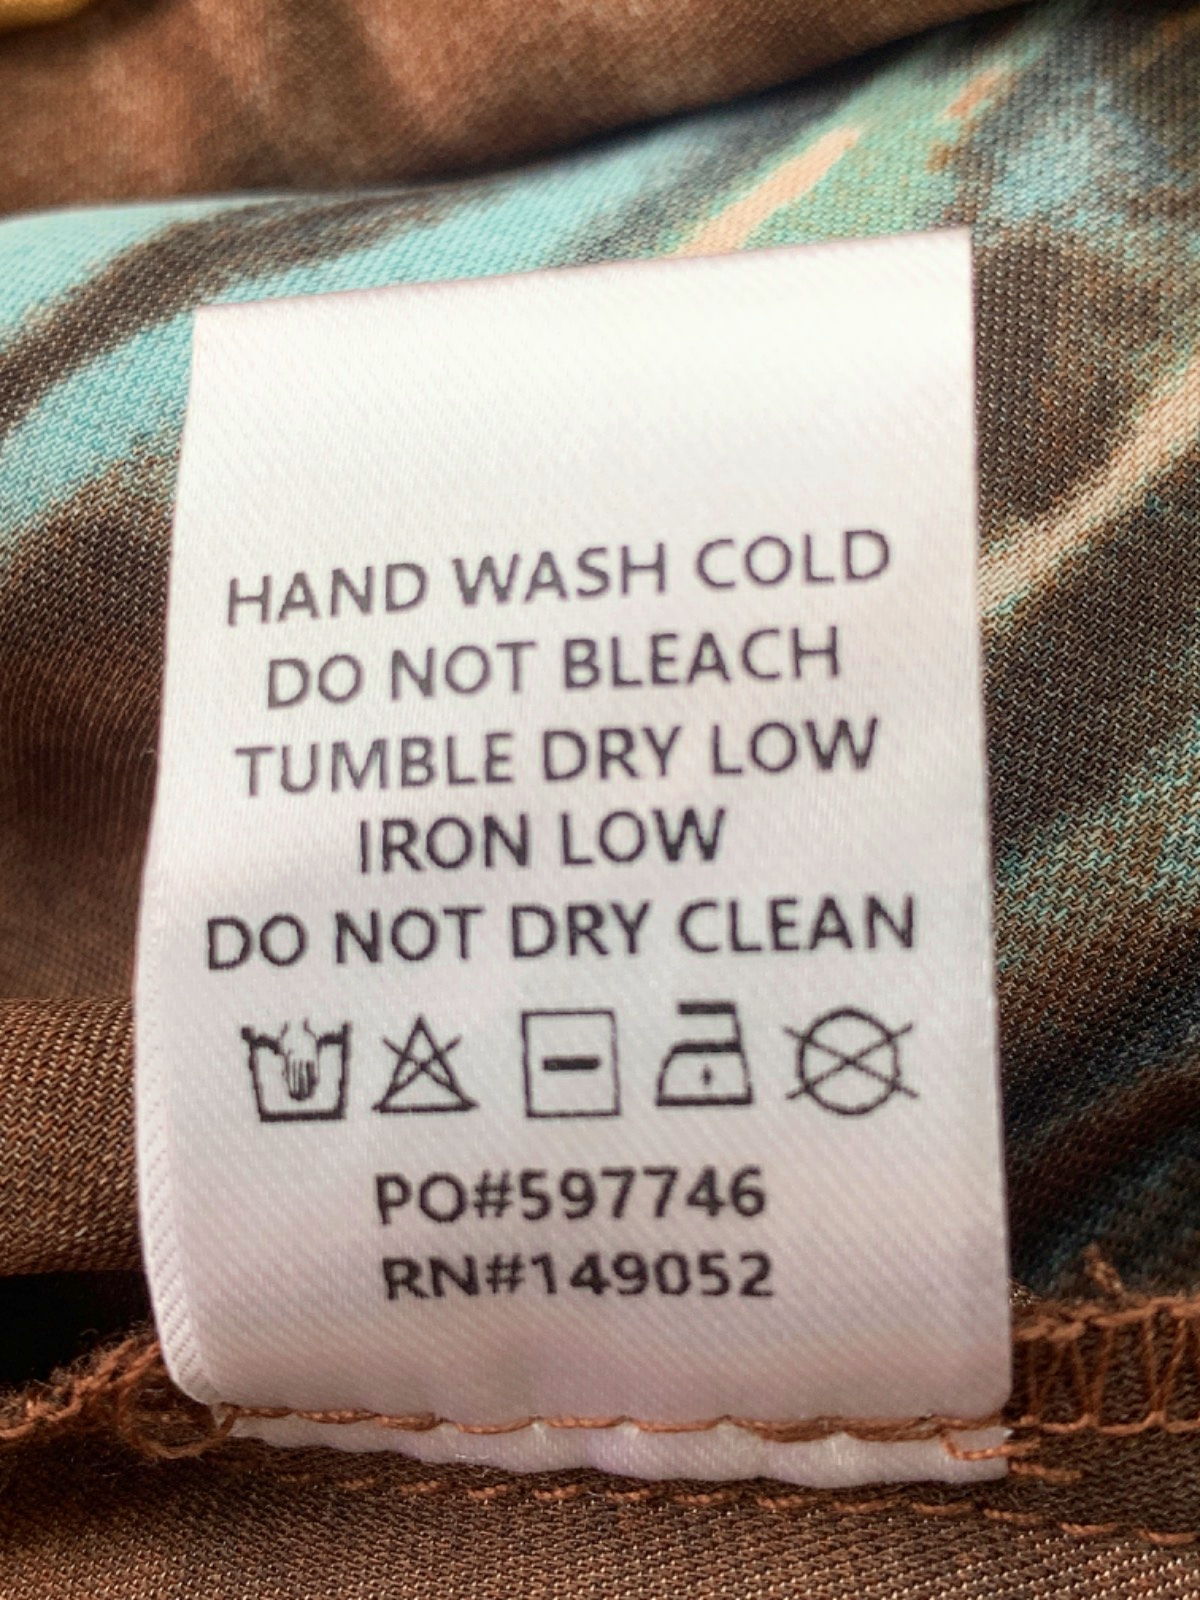 HAND WASH COLD
DO NOT BLEACH
TUMBLE DRY LOW
IRON LOW
DO NOT DRY CLEAN
PO#597746
RN#149052